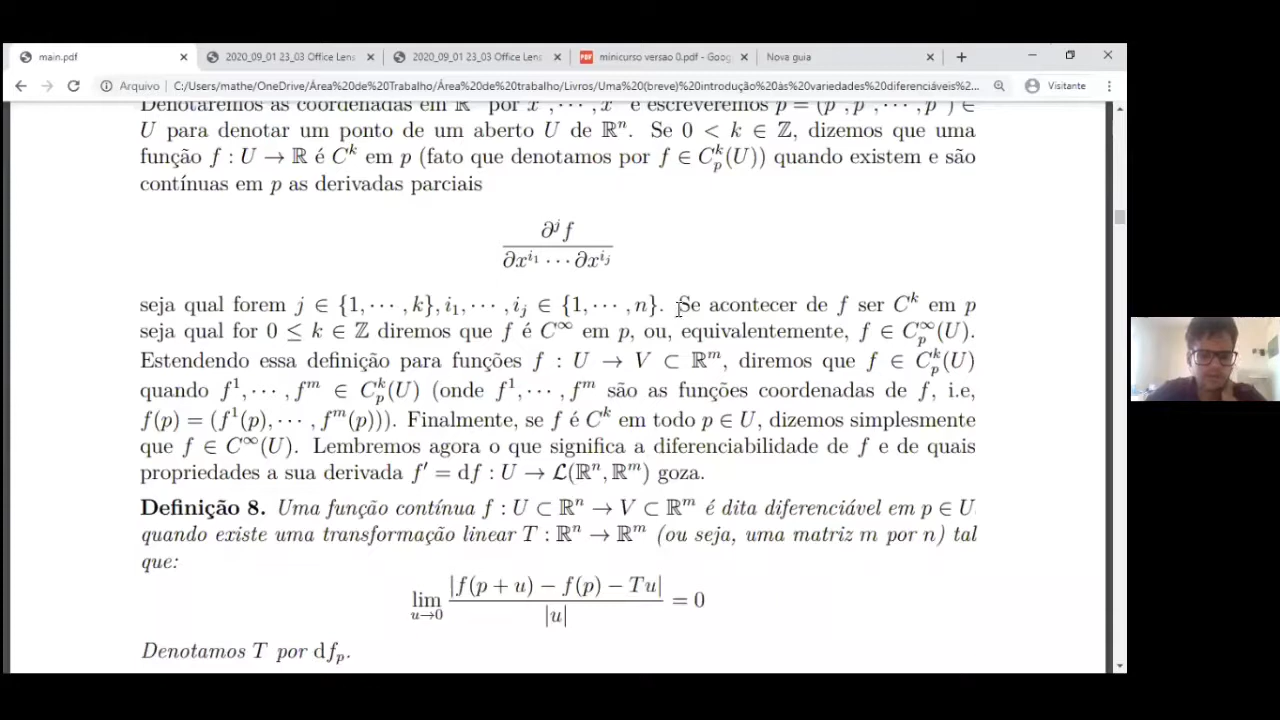 main.pdf
2020_09_01 23_03 Office Lens
2020_09_01 23_03 Office Lens
minicurso versao 0.pdf - Goog
Nova guia
Arquivo | C:/Users/mathe/OneDrive/Área%20de%20Trabalho/Área%20de%20trabalho/Livros/Uma%20(breve)%20introdução%20às%20variedades%20diferenciáveis%2...
Visitante
Denotaremos as coordenadas em ℝ por x , ⋯ , x e escreveremos p = (p , p , ⋯ , p ) ∈
U para denotar um ponto de um aberto U de ℝⁿ. Se 0 < k ∈ ℤ, dizemos que uma
função f : U → ℝ é Cᵏ em p (fato que denotamos por f ∈ Cₚᵏ(U)) quando existem e são
contínuas em p as derivadas parciais
∂ʲf
∂xⁱ¹ ⋯ ∂xⁱʲ
seja qual forem j ∈ {1, ⋯ , k}, i₁, ⋯ , iⱼ ∈ {1, ⋯ , n}. Se acontecer de f ser Cᵏ em p
seja qual for 0 ≤ k ∈ ℤ diremos que f é C^∞ em p, ou, equivalentemente, f ∈ Cₚ^∞(U).
Estendendo essa definição para funções f : U → V ⊂ ℝᵐ, diremos que f ∈ Cₚᵏ(U)
quando f¹, ⋯ , fᵐ ∈ Cₚᵏ(U) (onde f¹, ⋯ , fᵐ são as funções coordenadas de f, i.e,
f(p) = (f¹(p), ⋯ , fᵐ(p))). Finalmente, se f é Cᵏ em todo p ∈ U, dizemos simplesmente
que f ∈ C^∞(U). Lembremos agora o que significa a diferenciabilidade de f e de quais
propriedades a sua derivada f′ = df : U → ℒ(ℝⁿ, ℝᵐ) goza.
Definição 8. Uma função contínua f : U ⊂ ℝⁿ → V ⊂ ℝᵐ é dita diferenciável em p ∈ U
quando existe uma transformação linear T : ℝⁿ → ℝᵐ (ou seja, uma matriz m por n) tal
que:
lim u→0 |f(p + u) − f(p) − Tu| / |u| = 0
Denotamos T por dfₚ.